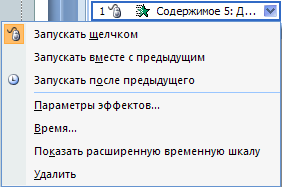 1 Содержимое 5: Д...
Запускать щелчком
Запускать вместе с предыдущим
Запускать после предыдущего
Параметры эффектов...
Время...
Показать расширенную временную шкалу
Удалить